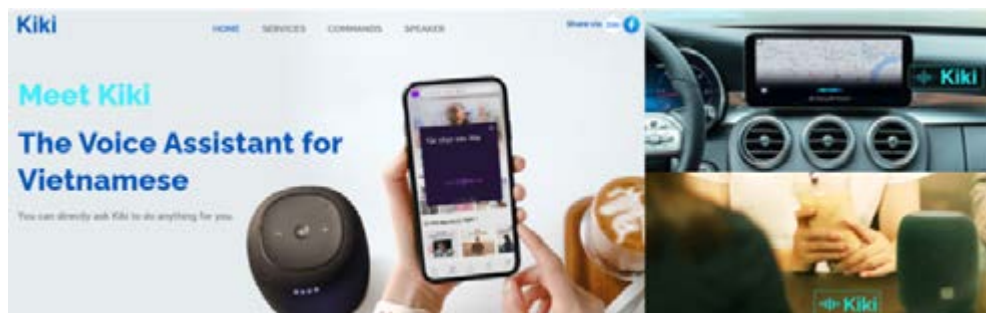 Kiki
HOME SERVICES COMMANDS SPEAKER
Share via
Meet Kiki
The Voice Assistant for
Vietnamese
You can directly ask Kiki to do anything for you.
Kiki
Kiki